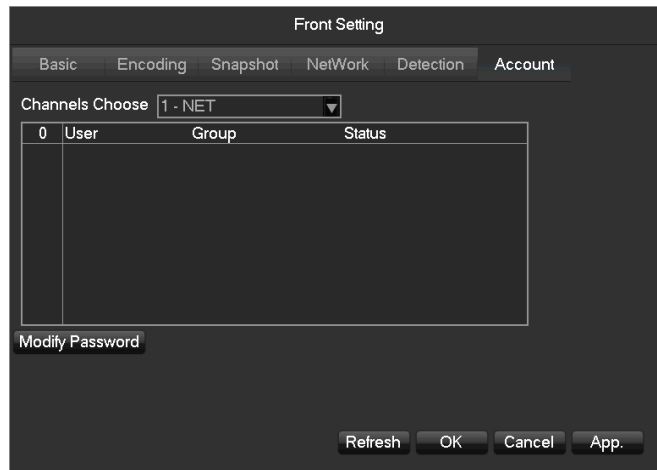 Front Setting
Basic Encoding Snapshot NetWork Detection Account
Channels Choose 1 - NET
0 User Group Status
Modify Password
Refresh OK Cancel App.